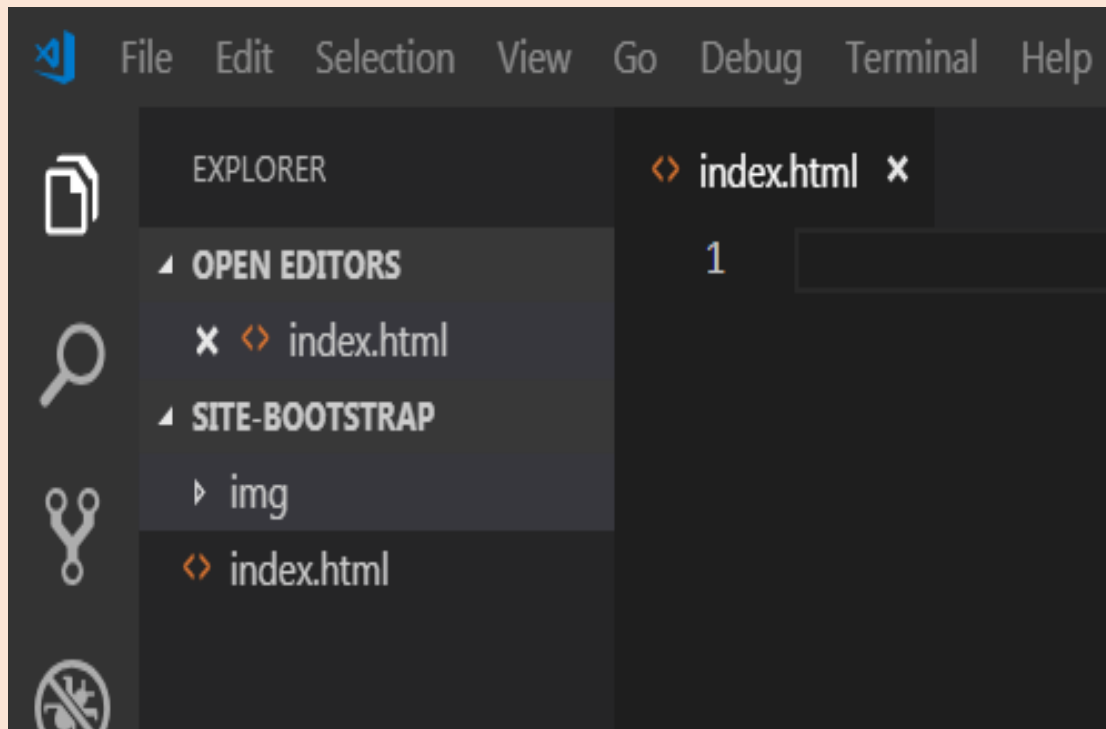 File Edit Selection View Go Debug Terminal Help
EXPLORER
OPEN EDITORS
index.html
SITE-BOOTSTRAP
img
index.html
index.html
1